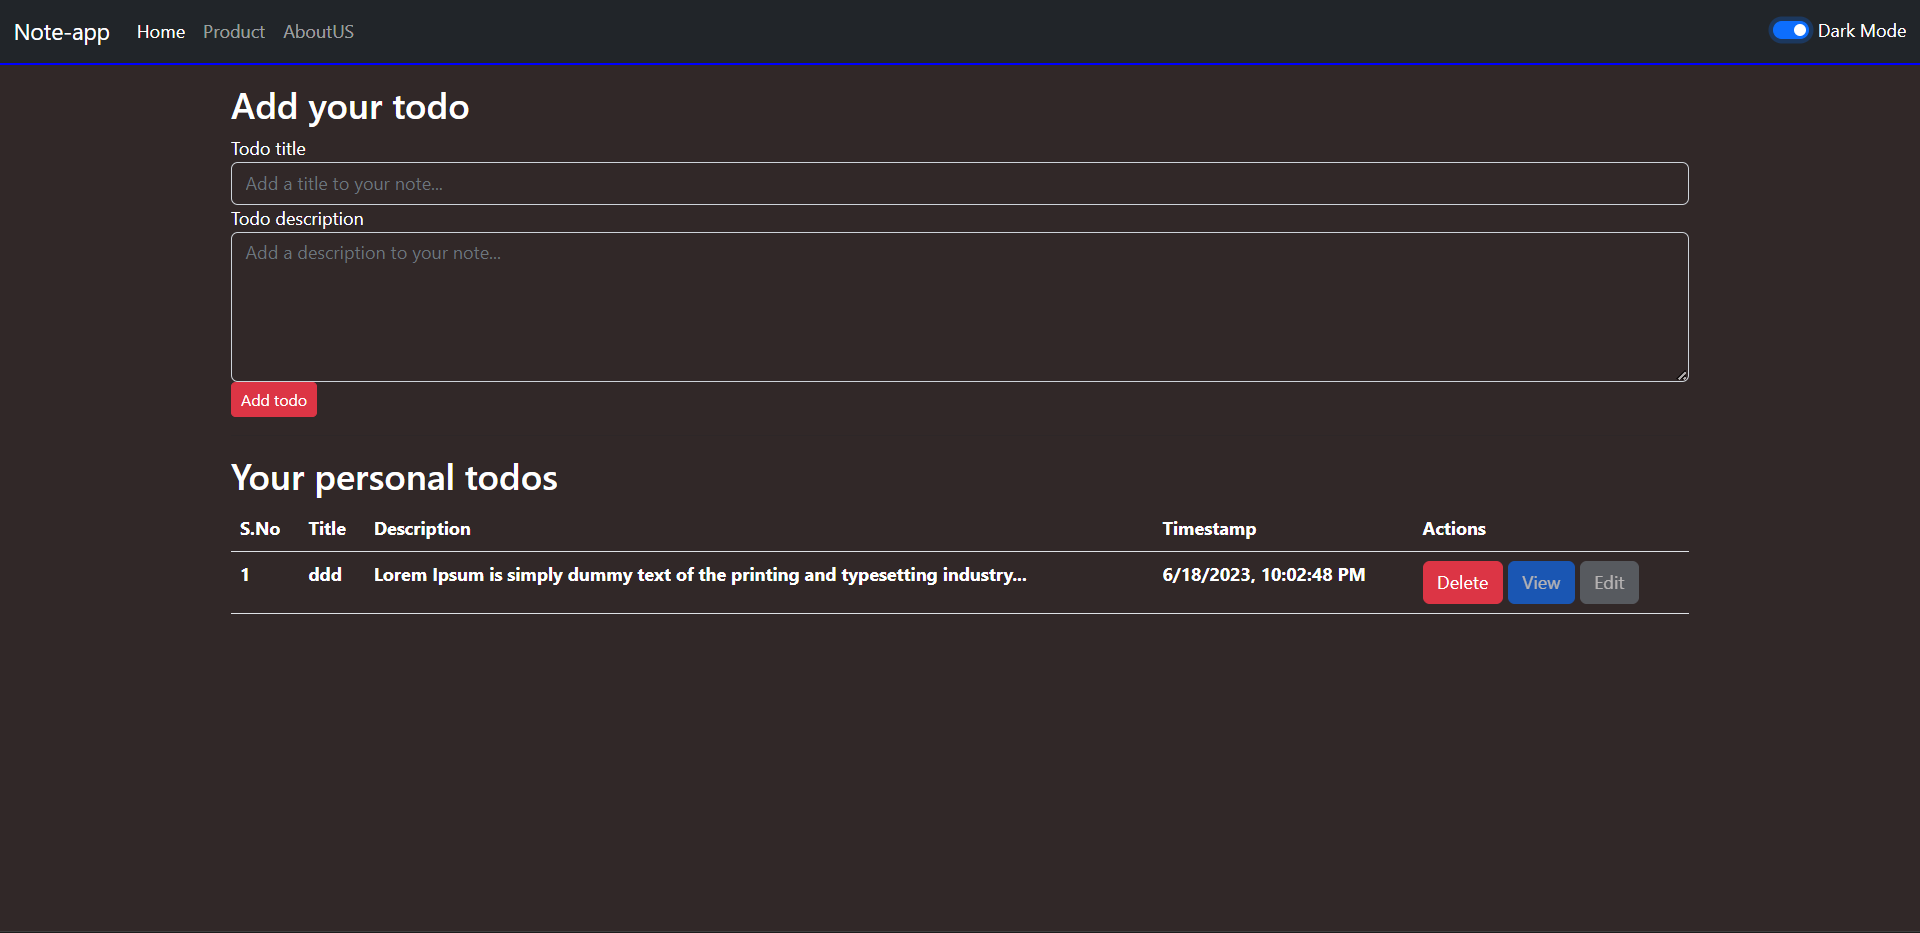 Note-app Home Product AboutUS Dark Mode
Add your todo
Todo title
Add a title to your note...
Todo description
Add a description to your note...
Add todo
Your personal todos
S.No Title Description Timestamp Actions
1 ddd Lorem Ipsum is simply dummy text of the printing and typesetting industry... 6/18/2023, 10:02:48 PM Delete View Edit